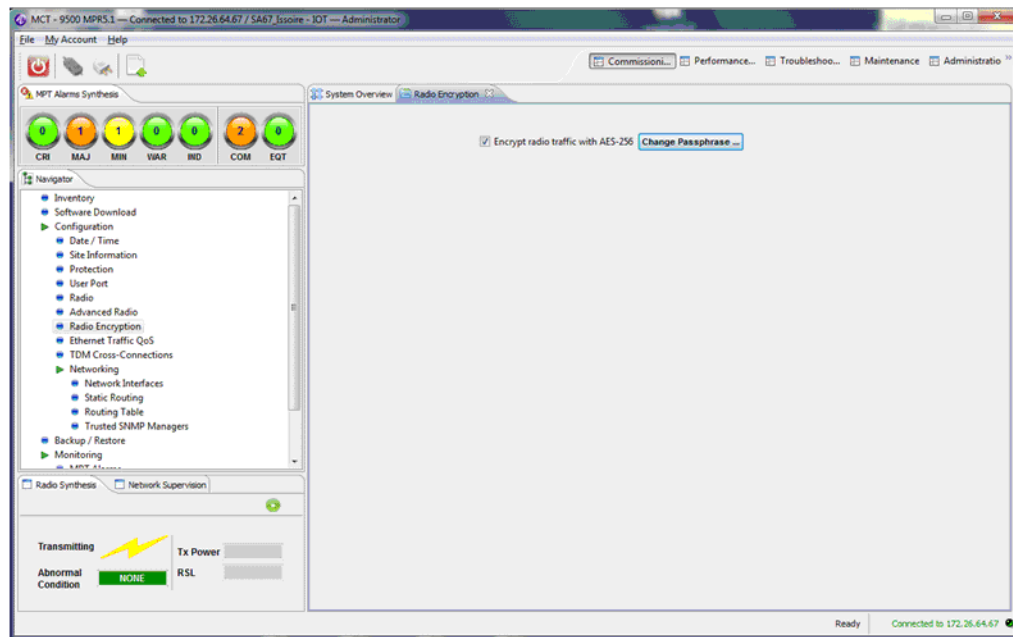 MCT - 9500 MPR5.1 — Connected to 172.26.64.67 / SA67_Issoire - IOT — Administrator
File My Account Help
Commissioni... Performance... Troubleshoo... Maintenance Administratio »
MPT Alarms Synthesis
0 1 1 0 0 2 0
CRI MAJ MIN WAR IND COM EQT
System Overview Radio Encryption
Encrypt radio traffic with AES-256 Change Passphrase ...
Navigator
Inventory
Software Download
Configuration
Date / Time
Site Information
Protection
User Port
Radio
Advanced Radio
Radio Encryption
Ethernet Traffic QoS
TDM Cross-Connections
Networking
Network Interfaces
Static Routing
Routing Table
Trusted SNMP Managers
Backup / Restore
Monitoring
MPT Alarms
Radio Synthesis Network Supervision
Transmitting
Tx Power
Abnormal Condition NONE
RSL
Ready Connected to 172.26.64.67